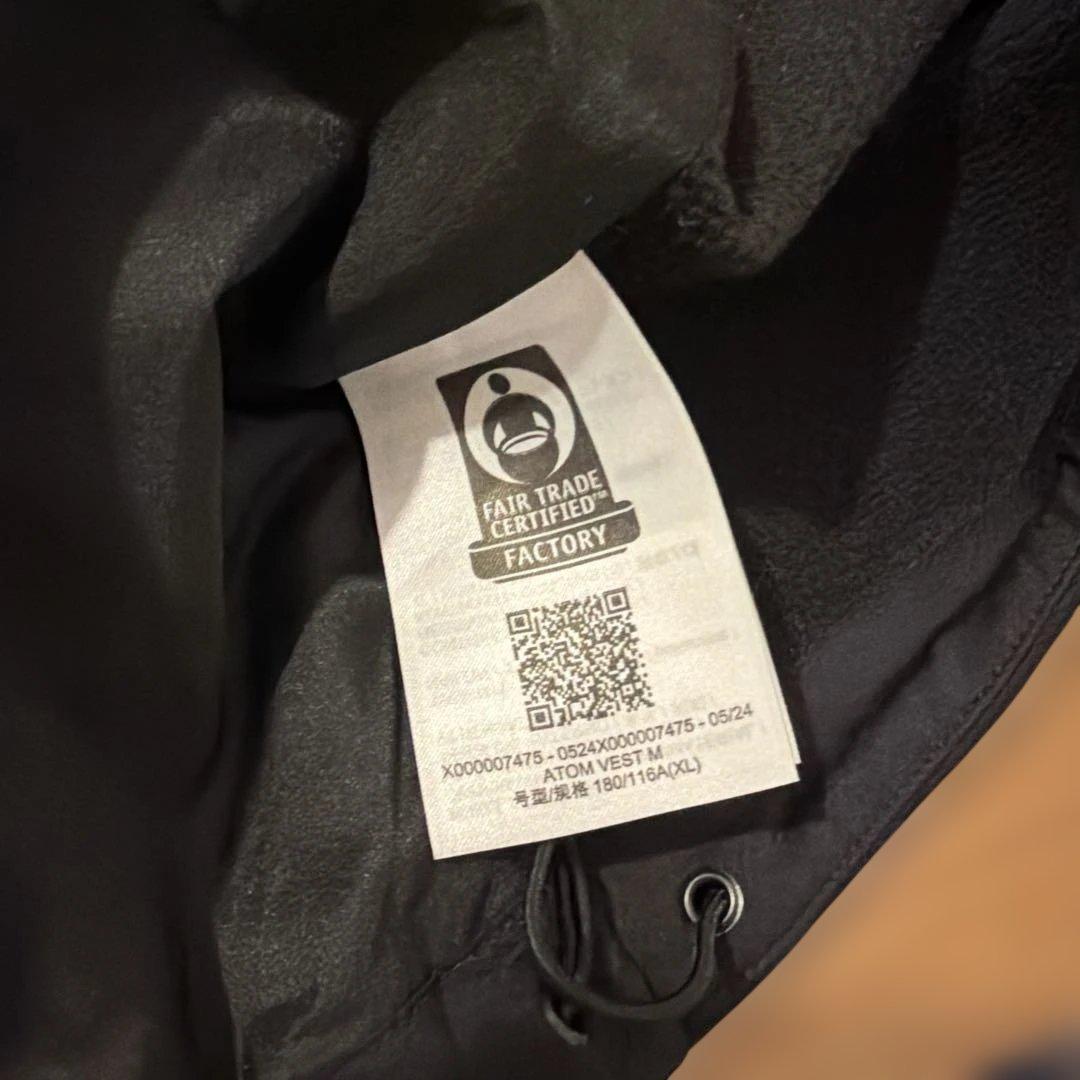 FAIR TRADE
CERTIFIED™
FACTORY
X000007475 - 0524X000007475 - 05/24
ATOM VEST M
号型/规格 180/116A(XL)